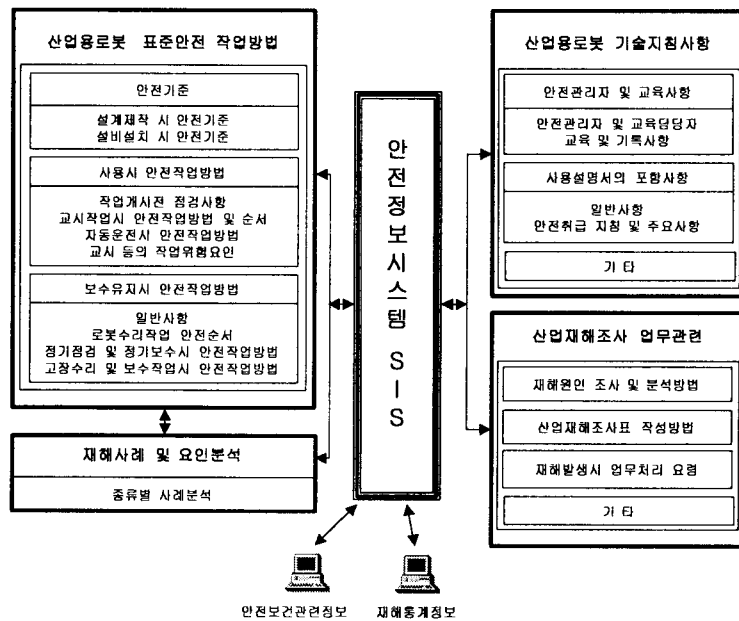 산업용로봇 표준안전 작업방법
안전기준
설계제작 시 안전기준
설비설치 시 안전기준
사용시 안전작업방법
작업개시전 점검사항
교시작업시 안전작업방법 및 순서
자동운전시 안전작업방법
교시 등의 작업위험요인
보수유지시 안전작업방법
일반사항
로봇수리작업 안전순서
정기점검 및 정기보수시 안전작업방법
고장수리 및 보수작업시 안전작업방법
재해사례 및 요인분석
종류별 사례분석
안전정보시스템 SIS
산업용로봇 기술지침사항
안전관리자 및 교육사항
안전관리자 및 교육담당자
교육 및 기록사항
사용설명서의 포함사항
일반사항
안전취급 지침 및 주요사항
기 타
산업재해조사 업무관련
재해원인 조사 및 분석방법
산업재해조사표 작성방법
재해발생시 업무처리 요령
기 타
안전보건관련정보
재해통계정보